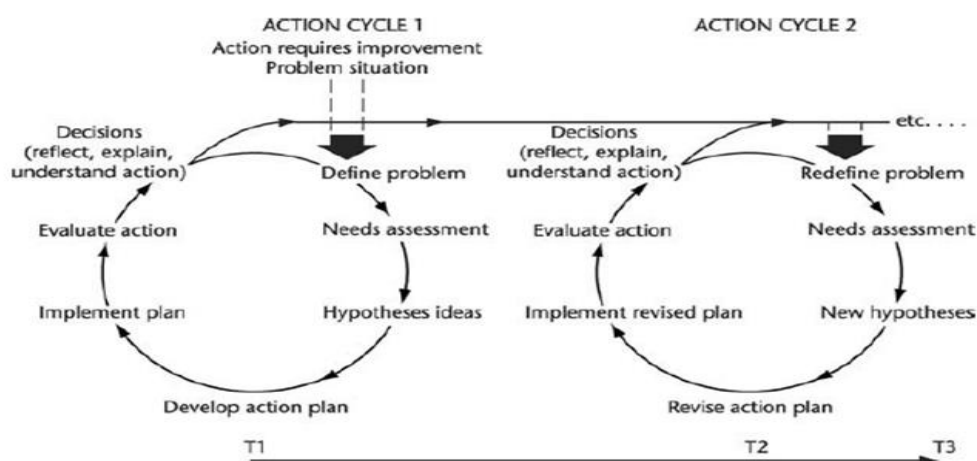 ACTION CYCLE 1
Action requires improvement
Problem situation
Decisions
(reflect, explain,
understand action)
Define problem
Evaluate action
Needs assessment
Implement plan
Hypotheses ideas
Develop action plan
ACTION CYCLE 2
etc. . . .
Decisions
(reflect, explain,
understand action)
Redefine problem
Evaluate action
Needs assessment
Implement revised plan
New hypotheses
Revise action plan
T1
T2
T3